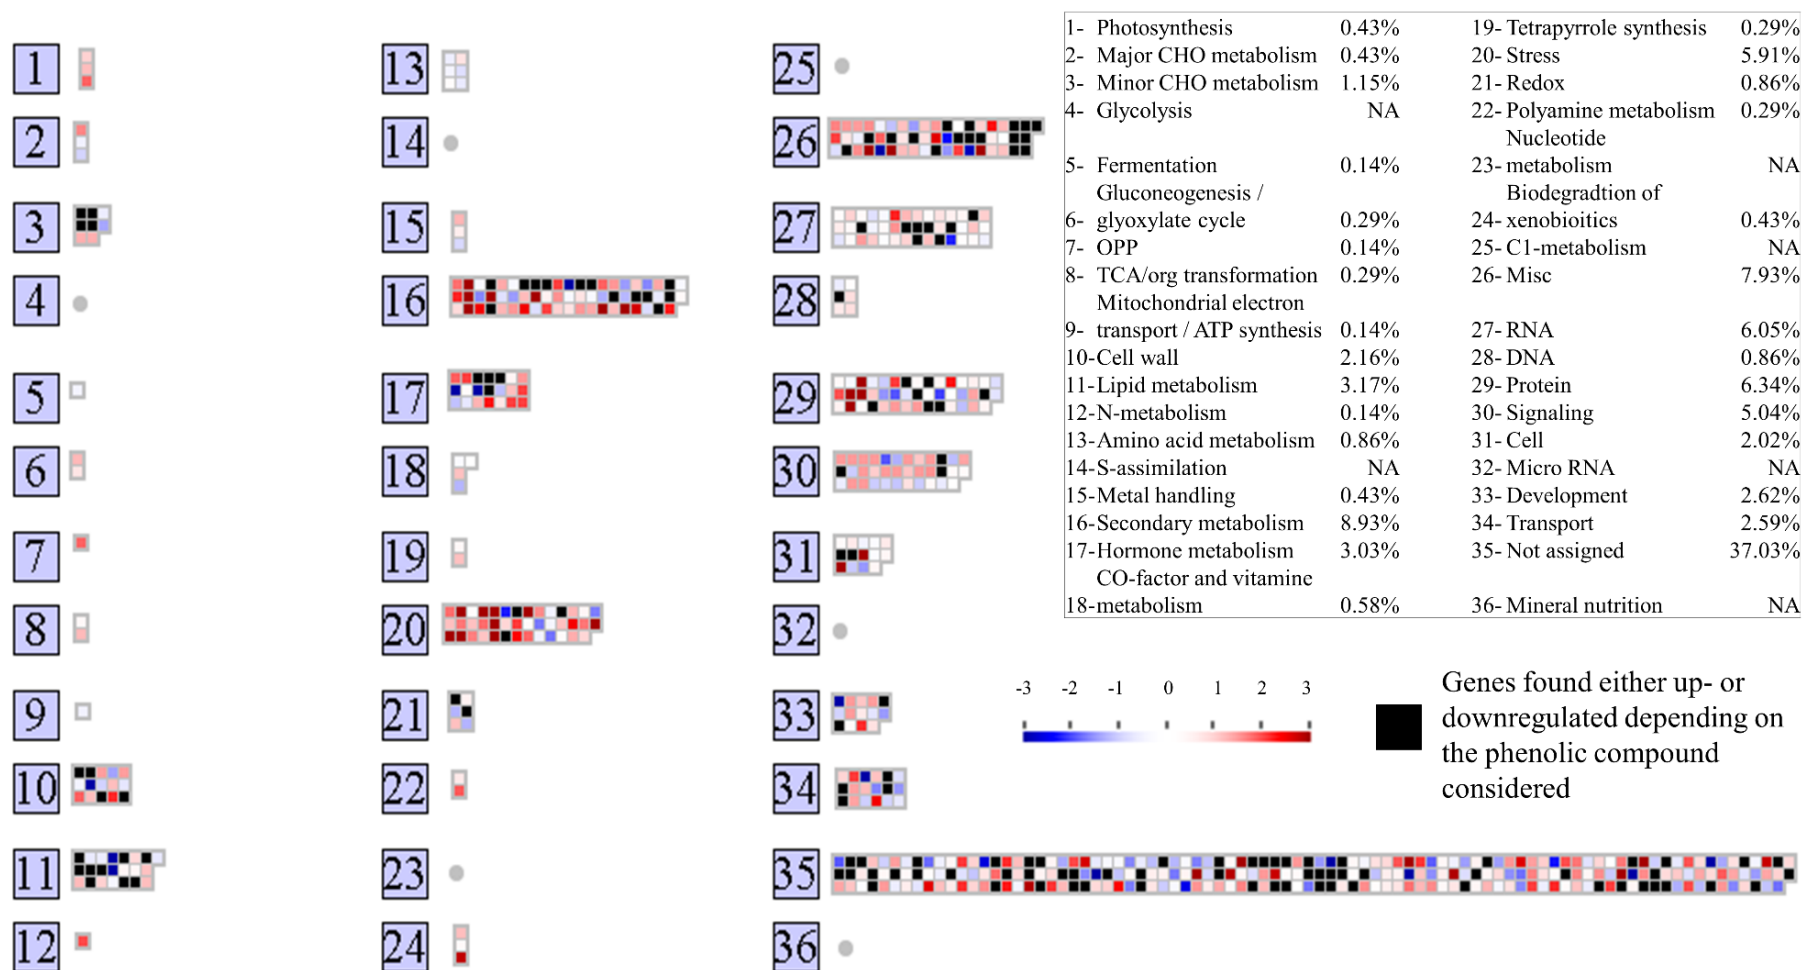 1
2
3
4
5
6
7
8
9
10
11
12
13
14
15
16
17
18
19
20
21
22
23
24
25
26
27
28
29
30
31
32
33
34
35
36
1- Photosynthesis 0.43% 19- Tetrapyrrole synthesis 0.29%
2- Major CHO metabolism 0.43% 20- Stress 5.91%
3- Minor CHO metabolism 1.15% 21- Redox 0.86%
4- Glycolysis NA 22- Polyamine metabolism 0.29%
Nucleotide
5- Fermentation 0.14% 23- metabolism NA
Gluconeogenesis / Biodegradtion of
6- glyoxylate cycle 0.29% 24- xenobioitics 0.43%
7- OPP 0.14% 25- C1-metabolism NA
8- TCA/org transformation 0.29% 26- Misc 7.93%
Mitochondrial electron
9- transport / ATP synthesis 0.14% 27- RNA 6.05%
10- Cell wall 2.16% 28- DNA 0.86%
11- Lipid metabolism 3.17% 29- Protein 6.34%
12- N-metabolism 0.14% 30- Signaling 5.04%
13- Amino acid metabolism 0.86% 31- Cell 2.02%
14- S-assimilation NA 32- Micro RNA NA
15- Metal handling 0.43% 33- Development 2.62%
16- Secondary metabolism 8.93% 34- Transport 2.59%
17- Hormone metabolism 3.03% 35- Not assigned 37.03%
CO-factor and vitamine
18- metabolism 0.58% 36- Mineral nutrition NA
-3 -2 -1 0 1 2 3
Genes found either up- or
downregulated depending on
the phenolic compound
considered